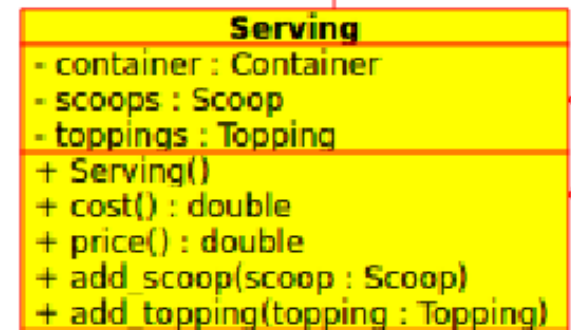 Serving
- container : Container
- scoops : Scoop
- toppings : Topping
+ Serving()
+ cost() : double
+ price() : double
+ add_scoop(scoop : Scoop)
+ add_topping(topping : Topping)